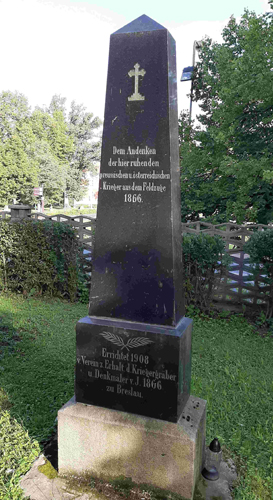 Dem Andenken
der hier ruhenden
preussischen u. österreichischen
Krieger aus dem Feldzuge
1866.
Errichtet 1908
v. Verein z. Erhalt. d. Kriegergräber
u. Denkmäler v. J. 1866
zu Breslau.